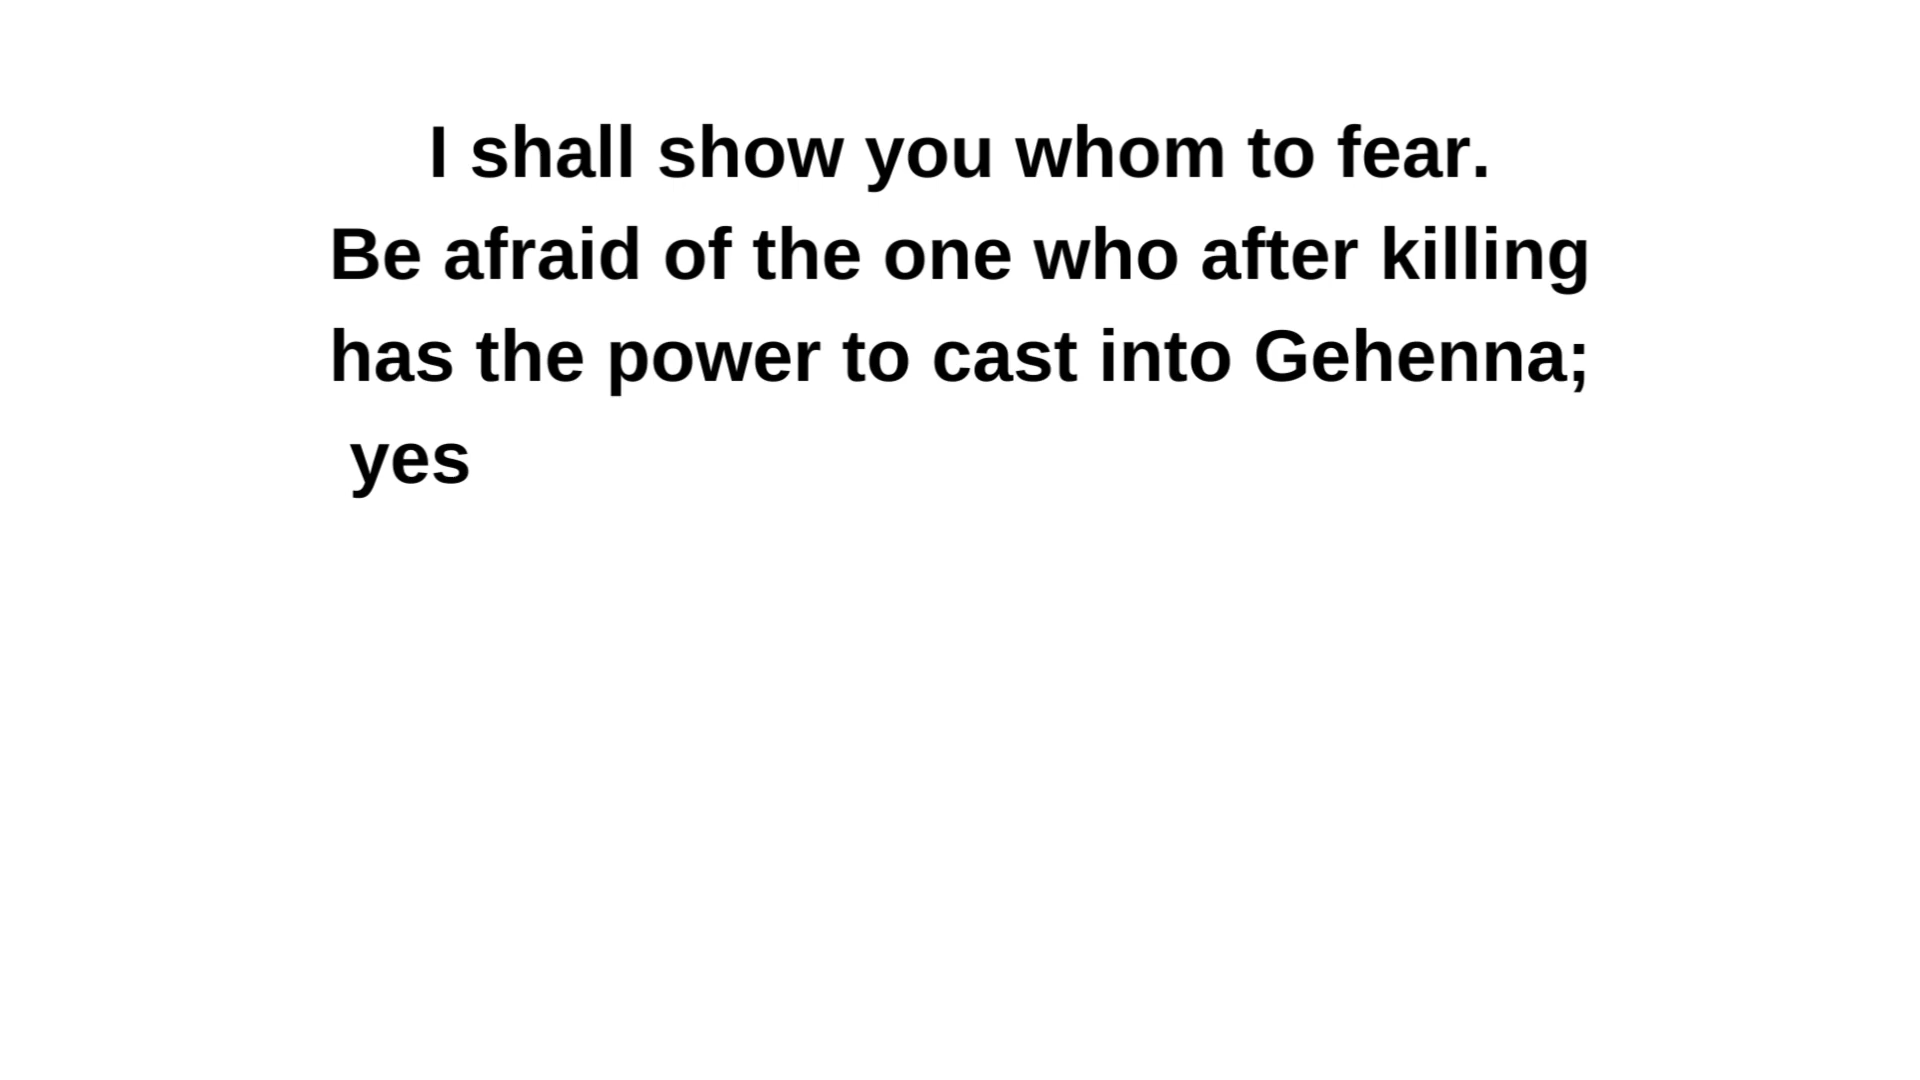 I shall show you whom to fear.
Be afraid of the one who after killing
has the power to cast into Gehenna;
yes